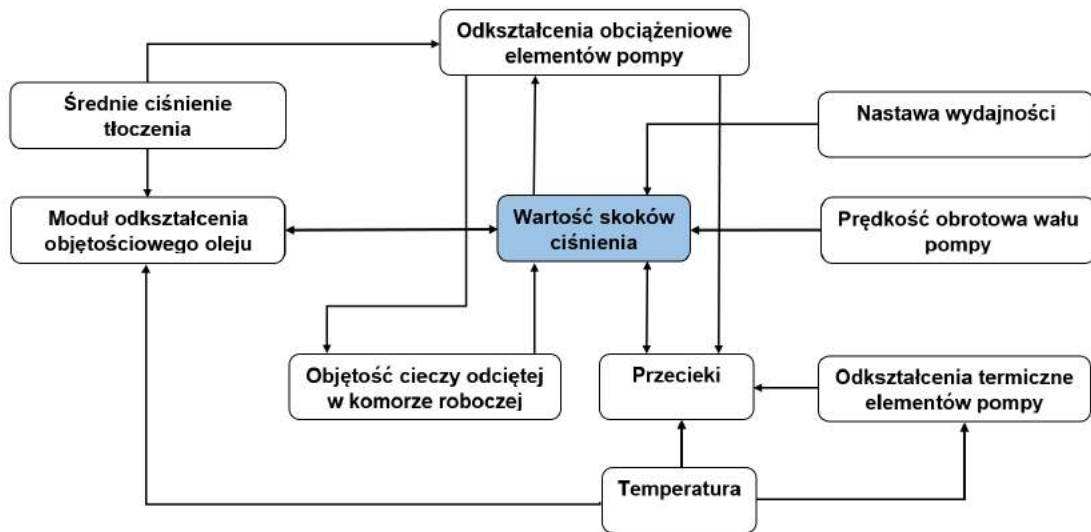 Odkształcenia obciążeniowe
elementów pompy
Średnie ciśnienie
tłoczenia
Nastawa wydajności
Moduł odkształcenia
objętościowego oleju
Wartość skoków
ciśnienia
Prędkość obrotowa wału
pompy
Objętość cieczy odciętej
w komorze roboczej
Przecieki
Odkształcenia termiczne
elementów pompy
Temperatura